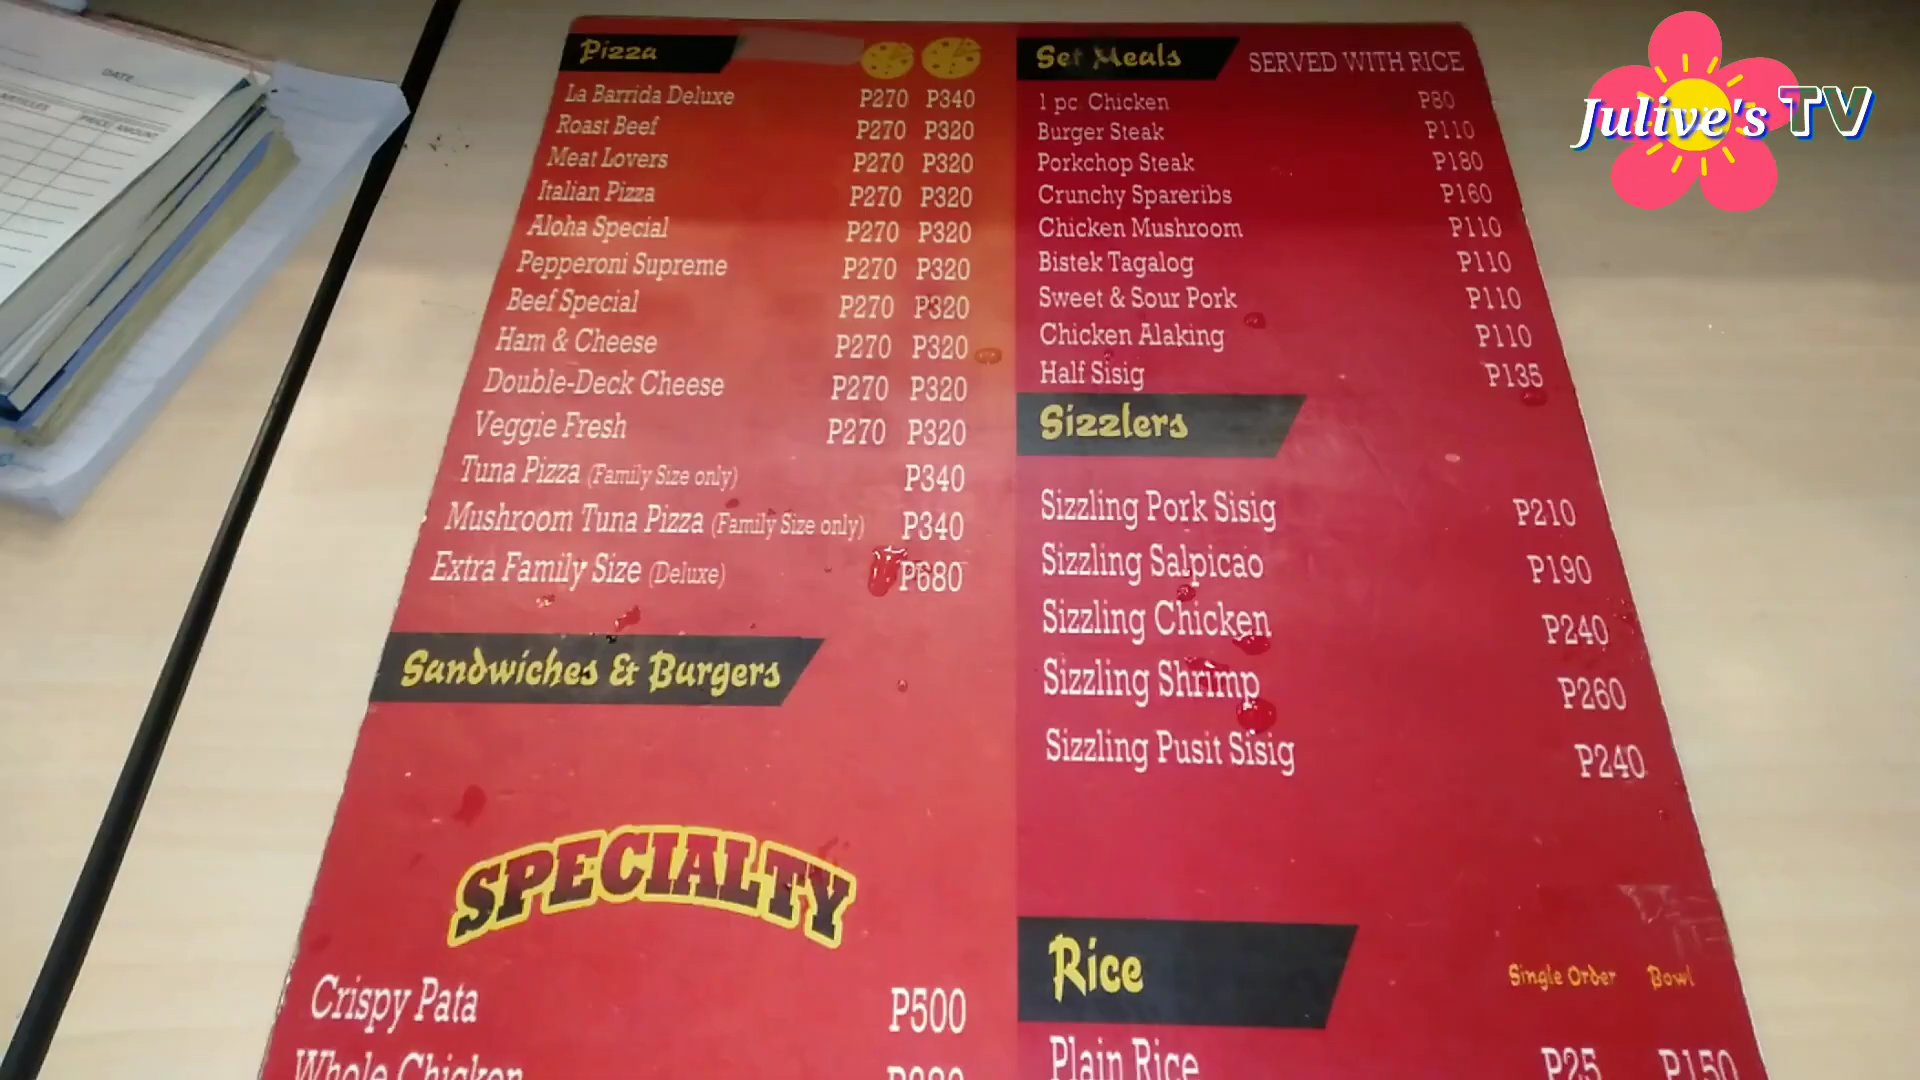 DATE
ARTICLES
PRICE AMOUNT
Julive's TV
Pizza
La Barrida Deluxe P270 P340
Roast Beef P270 P320
Meat Lovers P270 P320
Italian Pizza P270 P320
Aloha Special P270 P320
Pepperoni Supreme P270 P320
Beef Special P270 P320
Ham & Cheese P270 P320
Double-Deck Cheese P270 P320
Veggie Fresh P270 P320
Tuna Pizza (Family Size only) P340
Mushroom Tuna Pizza (Family Size only) P340
Extra Family Size (Deluxe) P680
Sandwiches & Burgers
SPECIALTY
Crispy Pata P500
Whole Chicken
Set Meals SERVED WITH RICE
1 pc. Chicken P80
Burger Steak P110
Porkchop Steak P180
Crunchy Spareribs P160
Chicken Mushroom P110
Bistek Tagalog P110
Sweet & Sour Pork P110
Chicken Alaking P110
Half Sisig P135
Sizzlers
Sizzling Pork Sisig P210
Sizzling Salpicao P190
Sizzling Chicken P240
Sizzling Shrimp P260
Sizzling Pusit Sisig P240
Rice Single Order Bowl
Plain Rice P25 P150